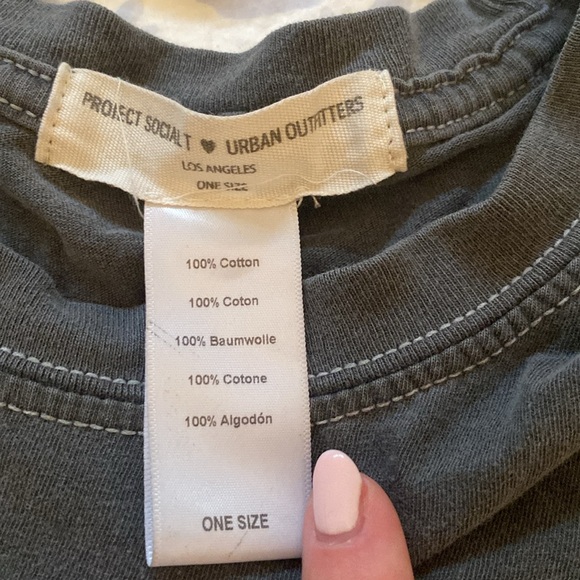 PROJECT SOCIAL T ♥ URBAN OUTFITTERS
LOS ANGELES
ONE SIZE
100% Cotton
100% Coton
100% Baumwolle
100% Cotone
100% Algodón
ONE SIZE